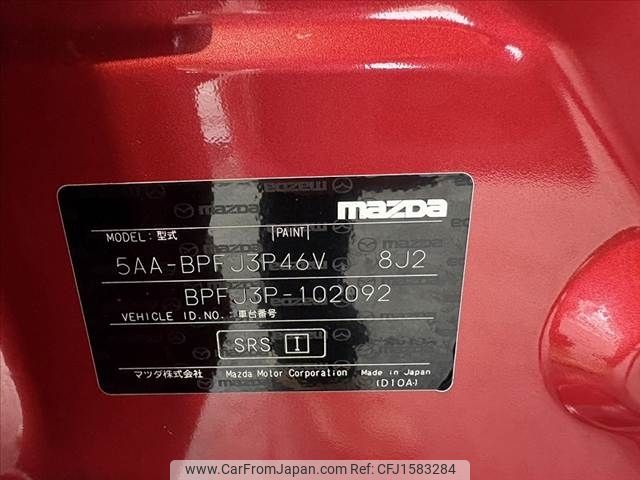 mazda
MODEL:型式 PAINT
5AA-BPFJ3P46V 8J2
BPFJ3P-102092
VEHICLE ID.NO.:車台番号
SRS I
マツダ株式会社 Mazda Motor Corporation Made in Japan
(D10A)
www.CarFromJapan.com (No. CFJ1583284)